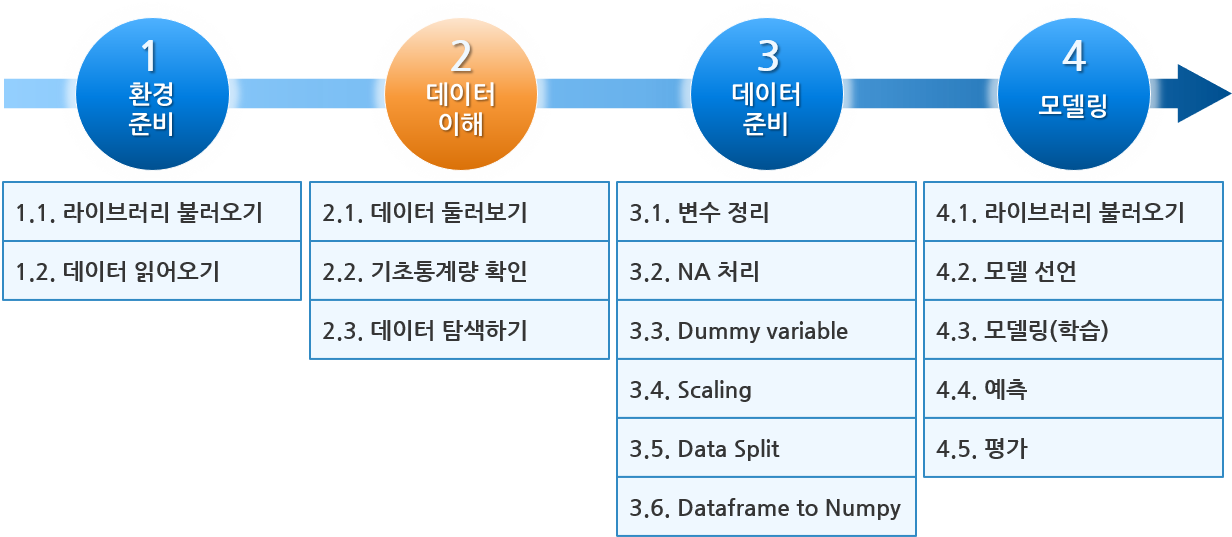 1
환경
준비
2
데이터
이해
3
데이터
준비
4
모델링
1.1. 라이브러리 불러오기
1.2. 데이터 읽어오기
2.1. 데이터 둘러보기
2.2. 기초통계량 확인
2.3. 데이터 탐색하기
3.1. 변수 정리
3.2. NA 처리
3.3. Dummy variable
3.4. Scaling
3.5. Data Split
3.6. Dataframe to Numpy
4.1. 라이브러리 불러오기
4.2. 모델 선언
4.3. 모델링(학습)
4.4. 예측
4.5. 평가